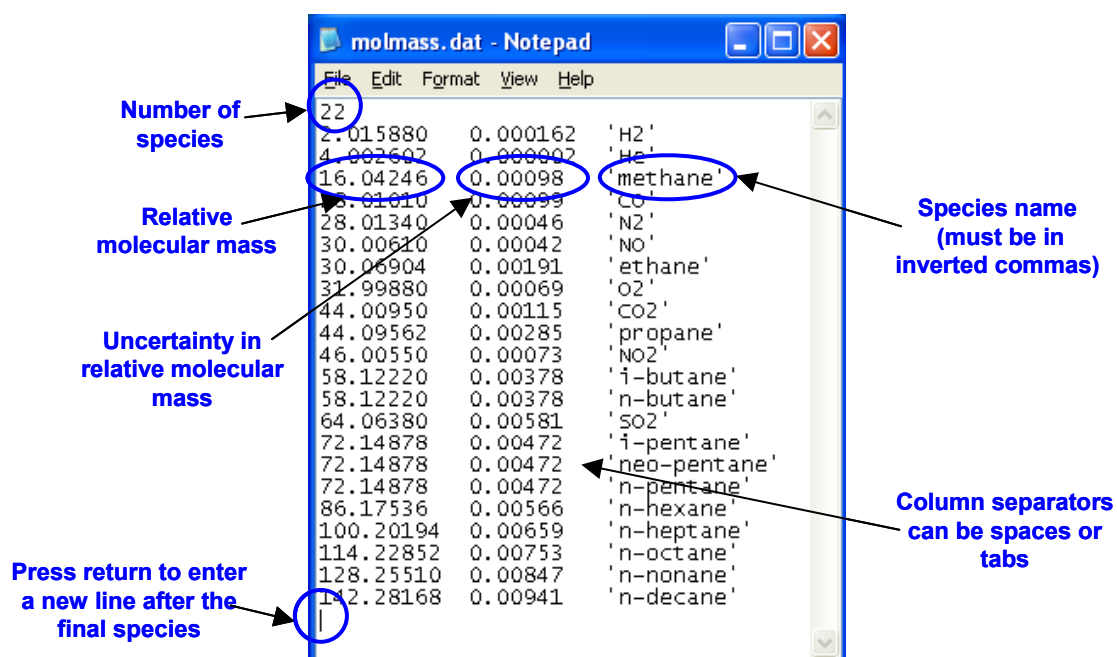 molmass.dat - Notepad
File Edit Format View Help
22
2.015880 0.000162 'H2'
4.002602 0.000002 'He'
16.04246 0.00098 'methane'
28.01010 0.00099 'CO'
28.01340 0.00046 'N2'
30.00610 0.00042 'NO'
30.06904 0.00191 'ethane'
31.99880 0.00069 'O2'
44.00950 0.00115 'CO2'
44.09562 0.00285 'propane'
46.00550 0.00073 'NO2'
58.12220 0.00378 'i-butane'
58.12220 0.00378 'n-butane'
64.06380 0.00581 'SO2'
72.14878 0.00472 'i-pentane'
72.14878 0.00472 'neo-pentane'
72.14878 0.00472 'n-pentane'
86.17536 0.00566 'n-hexane'
100.20194 0.00659 'n-heptane'
114.22852 0.00753 'n-octane'
128.25510 0.00847 'n-nonane'
142.28168 0.00941 'n-decane'
Number of
species
Relative
molecular mass
Uncertainty in
relative molecular
mass
Press return to enter
a new line after the
final species
Species name
(must be in
inverted commas)
Column separators
can be spaces or
tabs